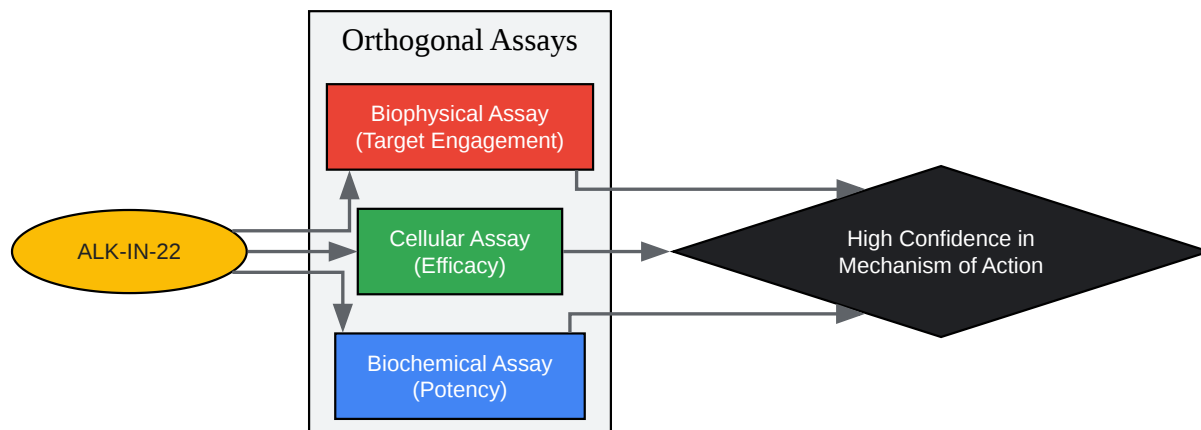 Orthogonal Assays
Biophysical Assay
(Target Engagement)
ALK-IN-22
Cellular Assay
(Efficacy)
High Confidence in
Mechanism of Action
Biochemical Assay
(Potency)